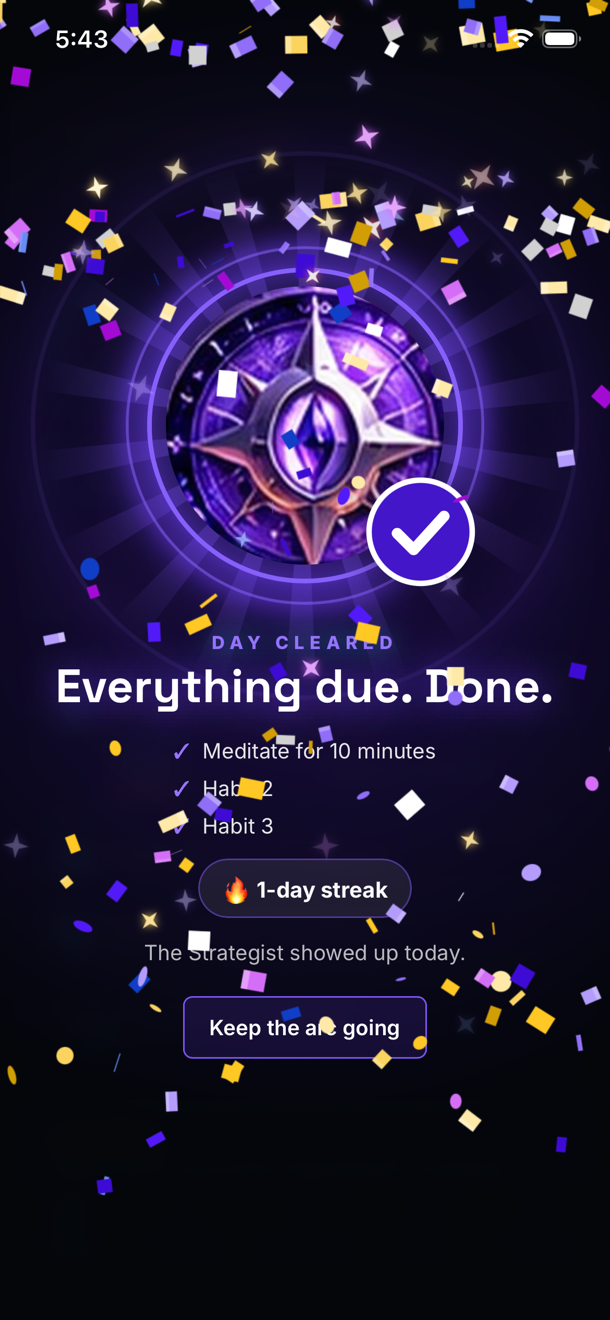 5:43
DAY CLEARED
Everything due. Done.
✓ Meditate for 10 minutes
✓ Habit 2
✓ Habit 3
🔥 1-day streak
The Strategist showed up today.
Keep the arc going